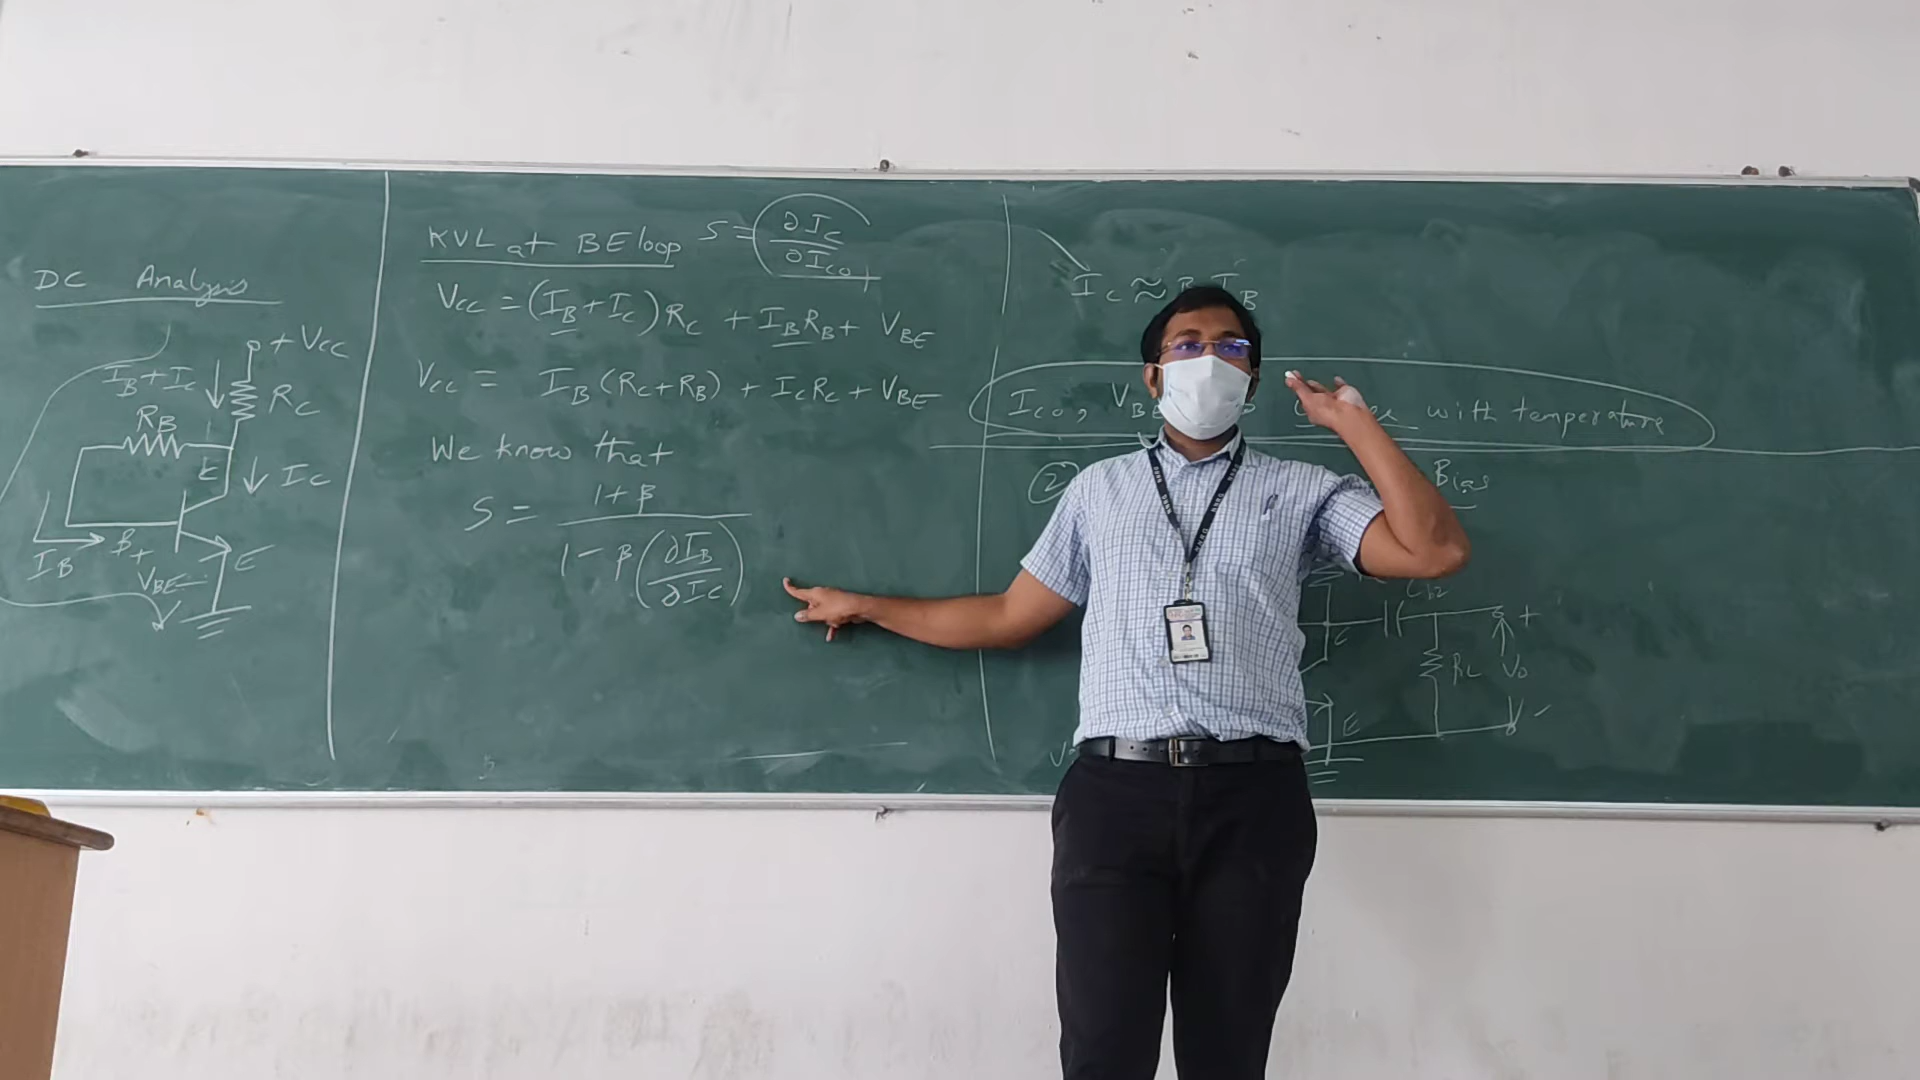 DC Analysis
+ VCC
IB+IC
RC
RB
C
IC
B
+
IB
VBE
-
E
KVL at BE loop S = ∂IC/∂ICO
VCC = (IB+IC)RC + IBRB + VBE
VCC = IB(RC+RB) + ICRC + VBE
We know that
S = (1+β)/(1-β(∂IB/∂IC))
IC ≈ β IB
ICO, VBE with temperature
② Bias
C
+
RL V0
E
-